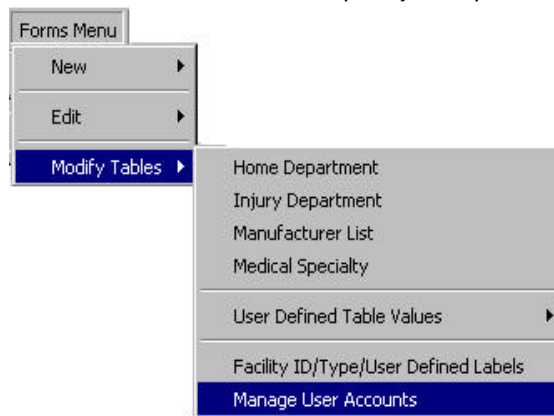 Forms Menu
New
Edit
Modify Tables
Home Department
Injury Department
Manufacturer List
Medical Specialty
User Defined Table Values
Facility ID/Type/User Defined Labels
Manage User Accounts